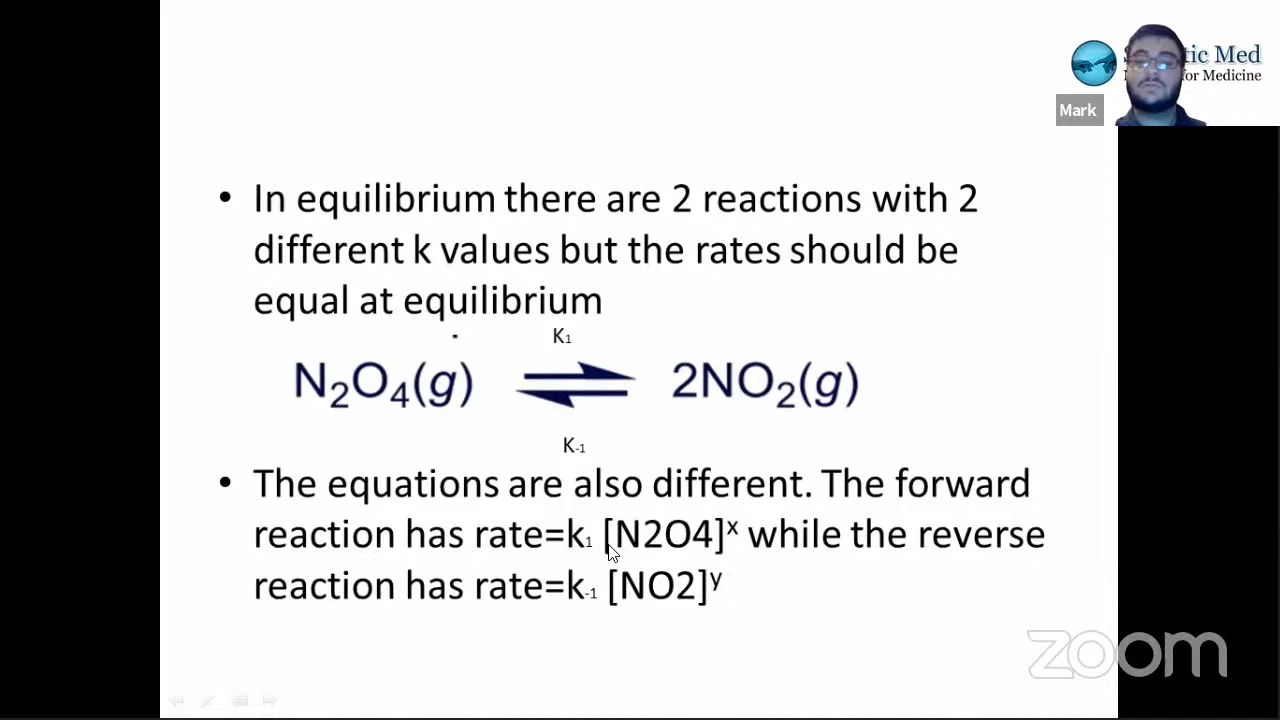 tic Med
for Medicine
Mark
• In equilibrium there are 2 reactions with 2
different k values but the rates should be
equal at equilibrium
K₁
N₂O₄(g) ⇌ 2NO₂(g)
K₋₁
• The equations are also different. The forward
reaction has rate=k₁ [N2O4]ˣ while the reverse
reaction has rate=k₋₁ [NO2]ʸ
zoom